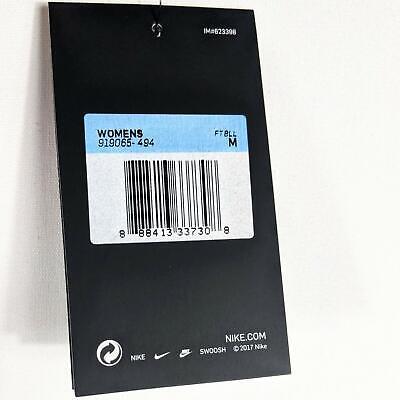 IM#623398
WOMENS
919065-494
FTBLL
M
8 88413 33730 8
NIKE.COM
NIKE
SWOOSH © 2017 Nike